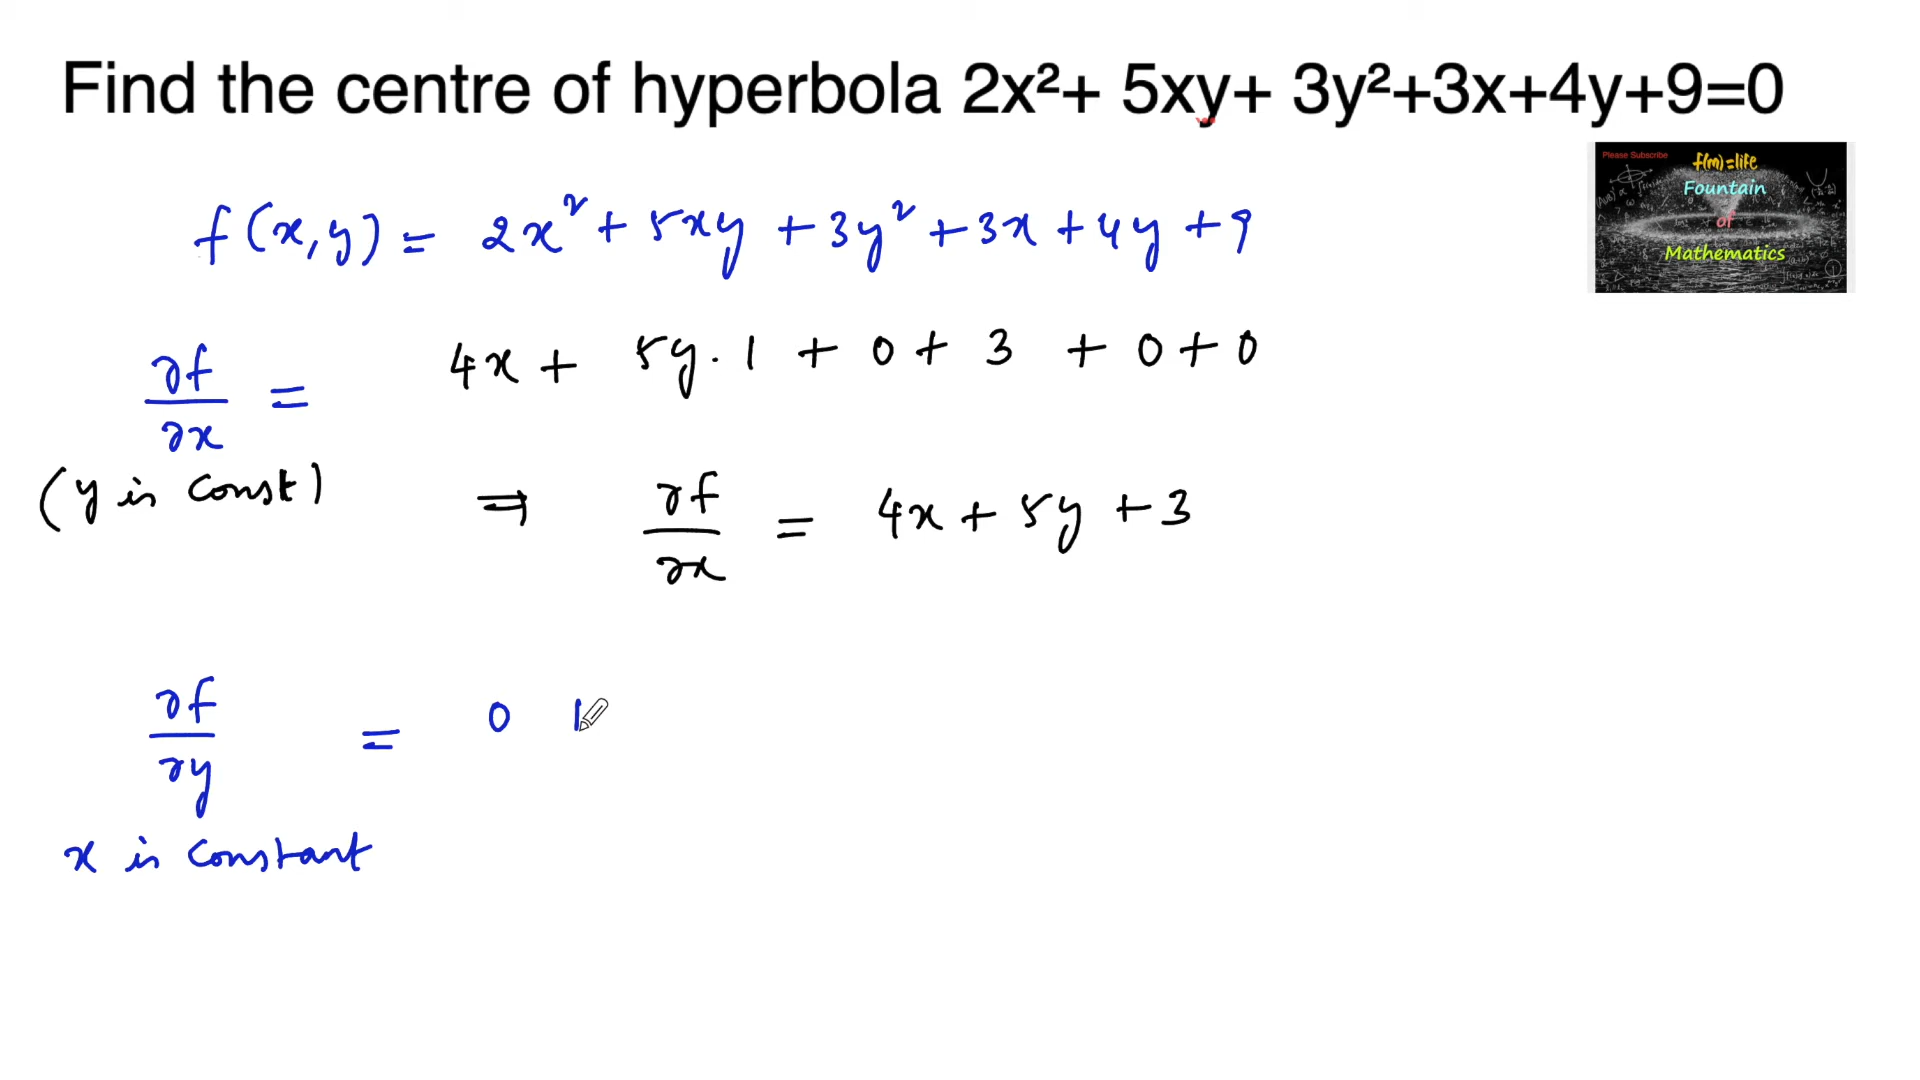 Find the centre of hyperbola 2x²+ 5xy+ 3y²+3x+4y+9=0
Please Subscribe
f(m)=life
Fountain
of
Mathematics
f(x,y) = 2x² + 5xy + 3y² + 3x + 4y + 9
∂f/∂x = 4x + 5y.1 + 0 + 3 + 0 + 0
(y is const)
⇒ ∂f/∂x = 4x + 5y + 3
∂f/∂y = 0
x is constant